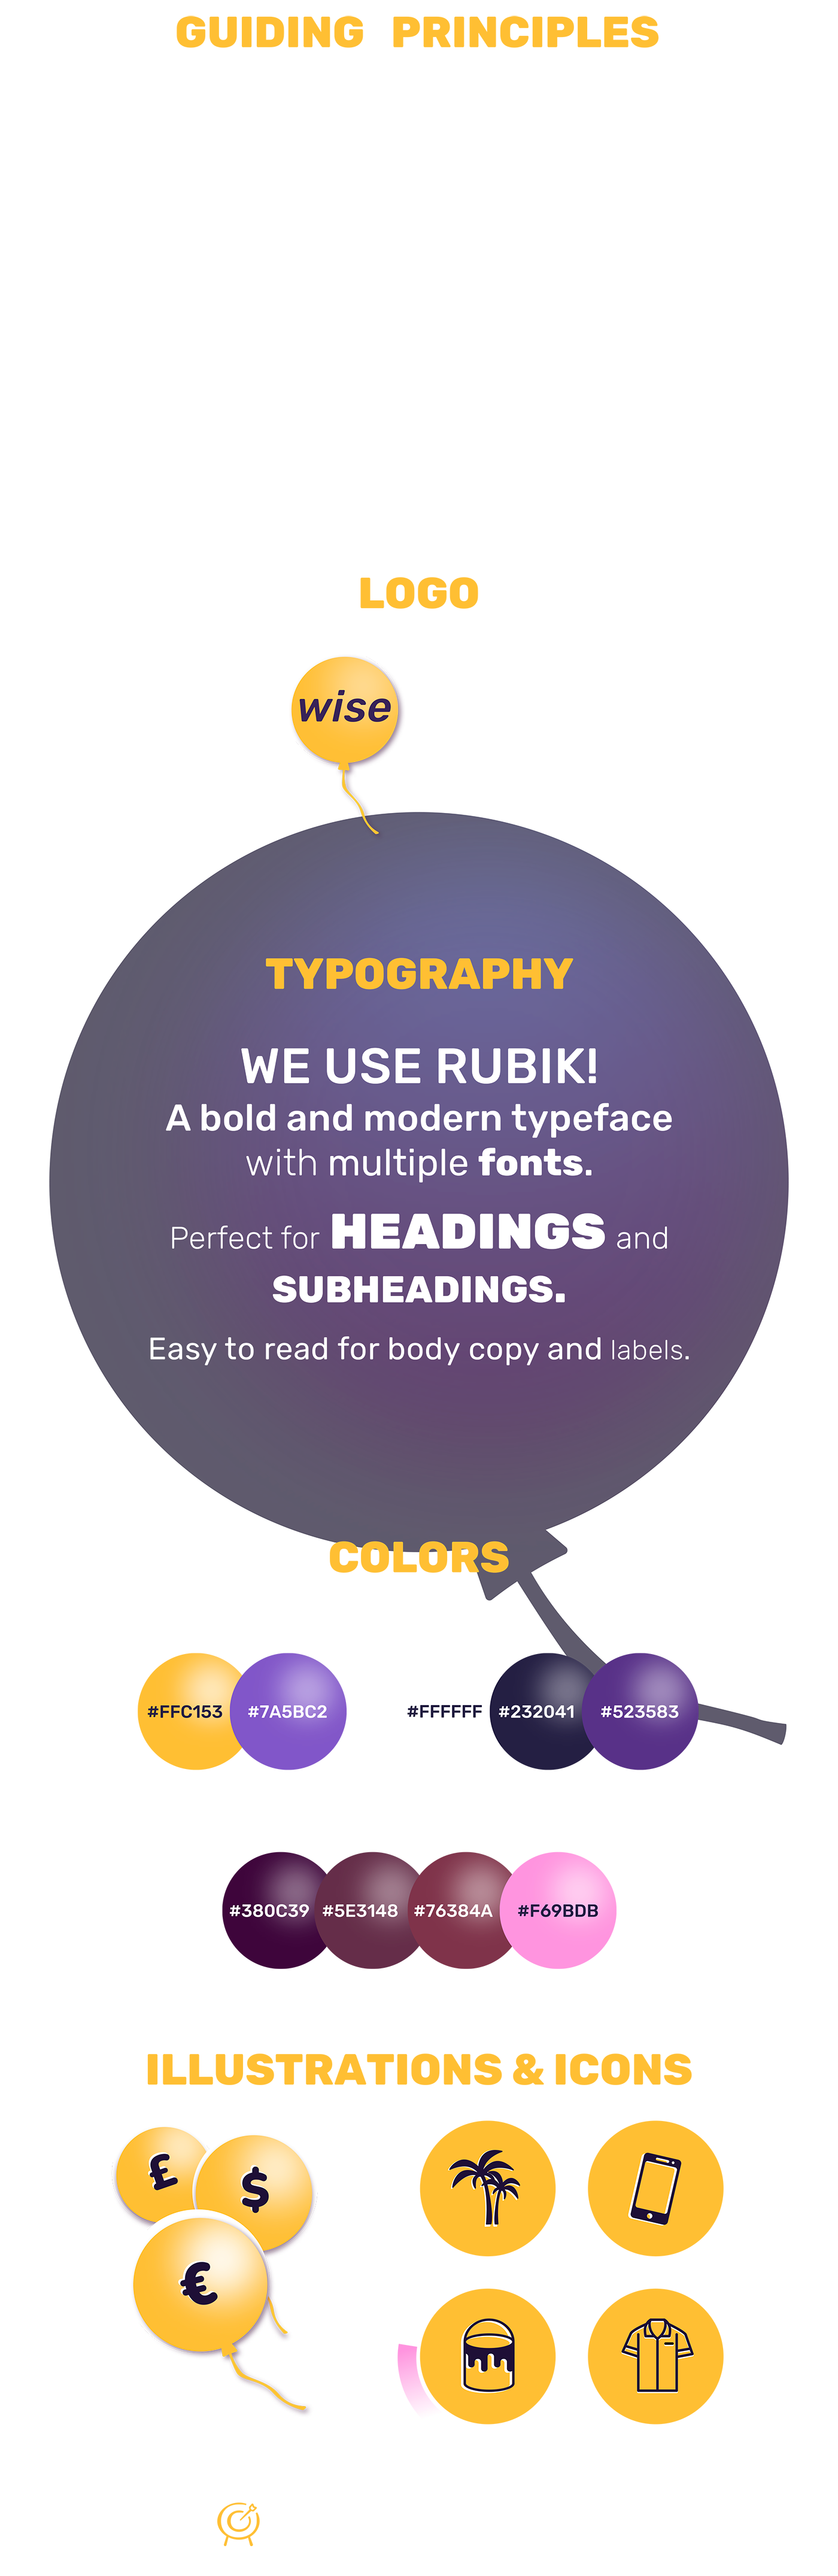 GUIDING PRINCIPLES
LOGO
wise
TYPOGRAPHY
WE USE RUBIK!
A bold and modern typeface
with multiple fonts.
Perfect for HEADINGS and
SUBHEADINGS.
Easy to read for body copy and labels.
COLORS
#FFC153 #7A5BC2 #FFFFFF #232041 #523583
#380C39 #5E3148 #76384A #F69BDB
ILLUSTRATIONS & ICONS
£ $
€